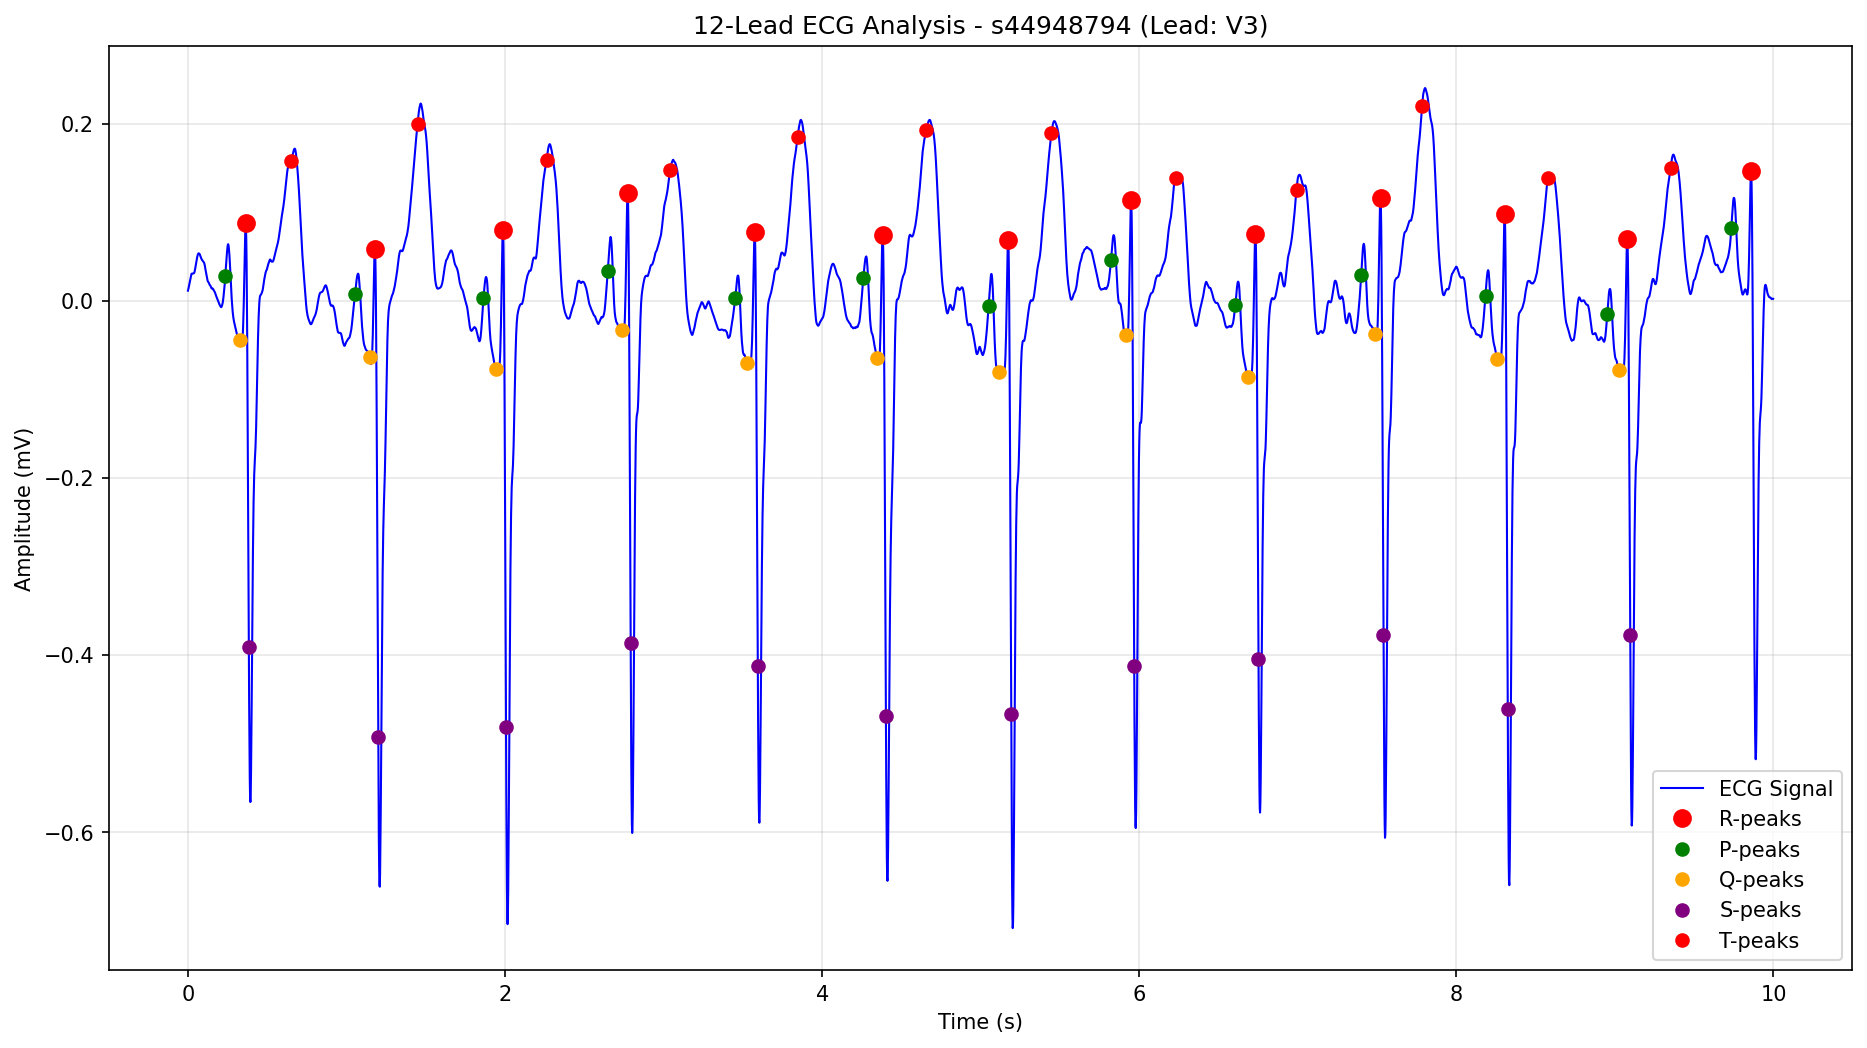 12-Lead ECG Analysis - s44948794 (Lead: V3)
Amplitude (mV)
0.2
0.0
−0.2
−0.4
−0.6
0
2
4
6
8
10
Time (s)
ECG Signal
R-peaks
P-peaks
Q-peaks
S-peaks
T-peaks